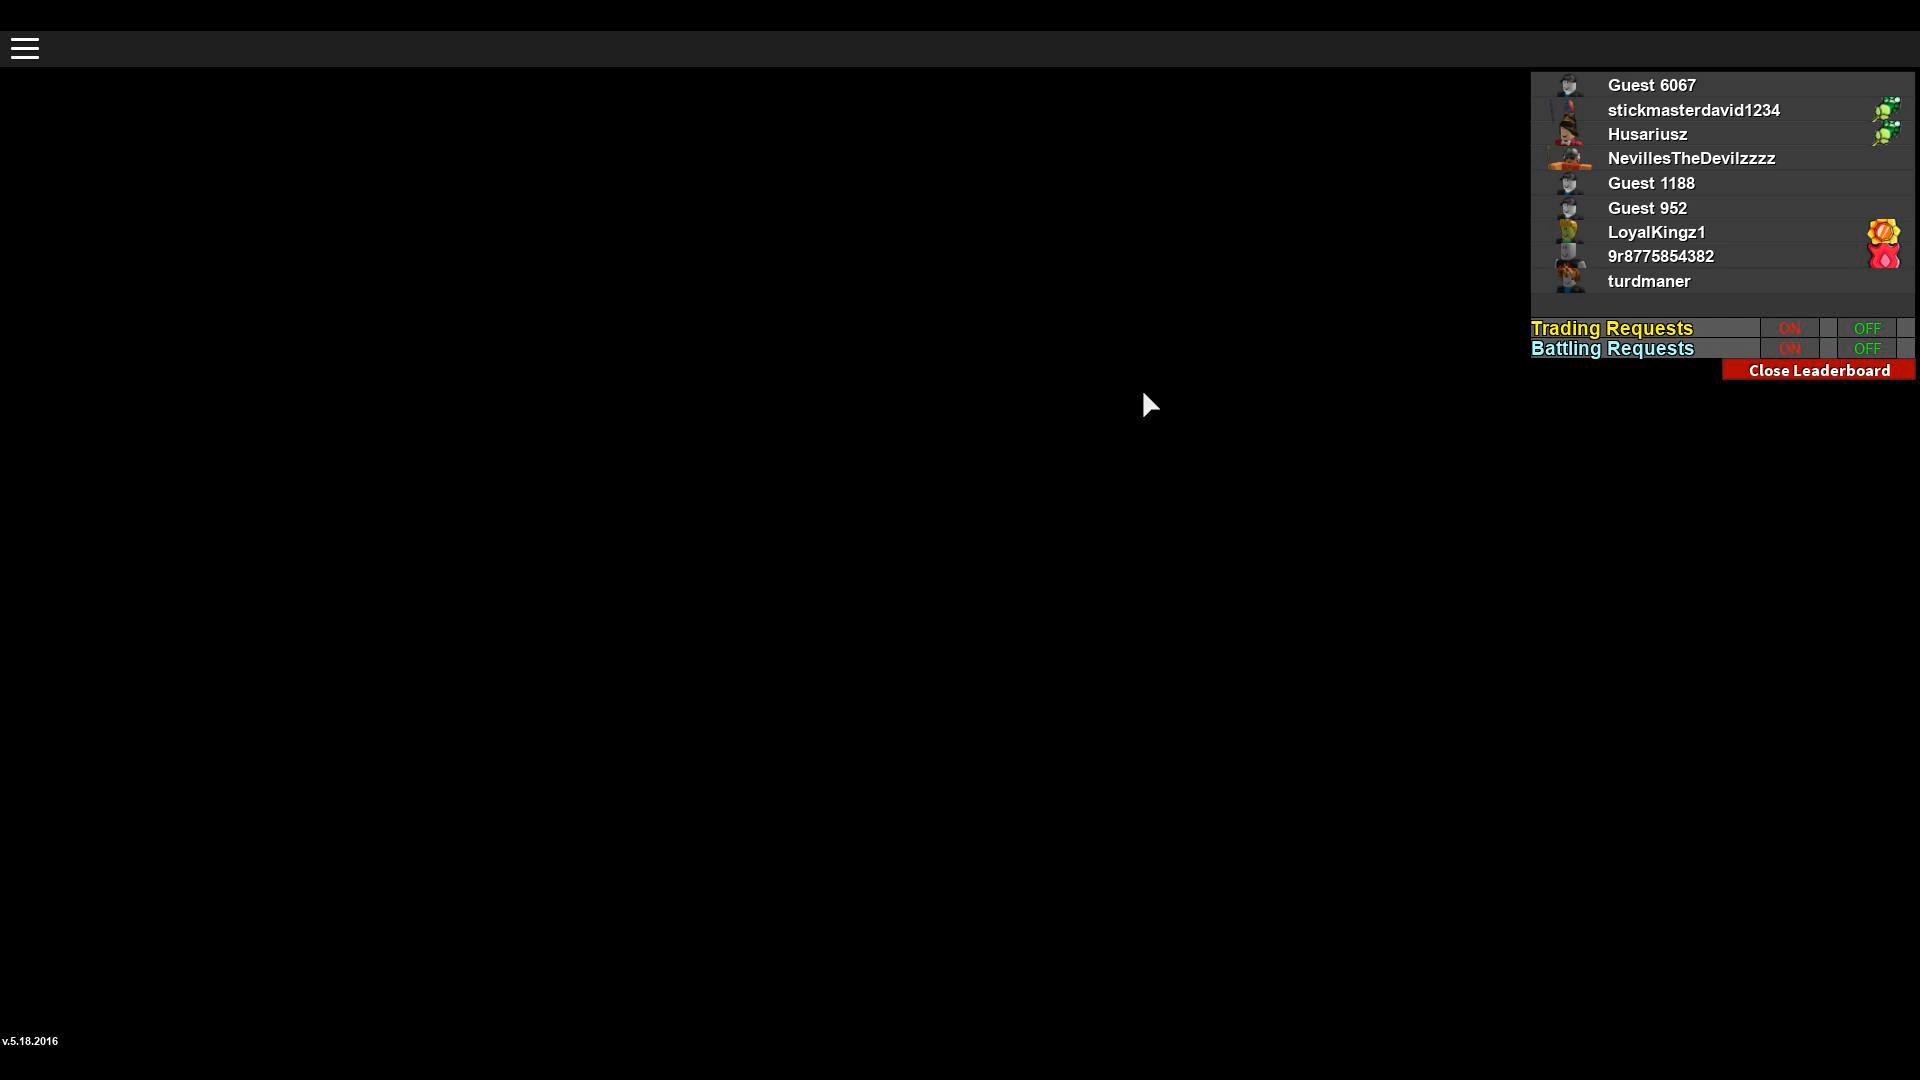 Guest 6067
stickmasterdavid1234
Husariusz
NevillesTheDevilzzzz
Guest 1188
Guest 952
LoyalKingz1
9r8775854382
turdmaner
Trading Requests ON OFF
Battling Requests ON OFF
Close Leaderboard
v.5.18.2016